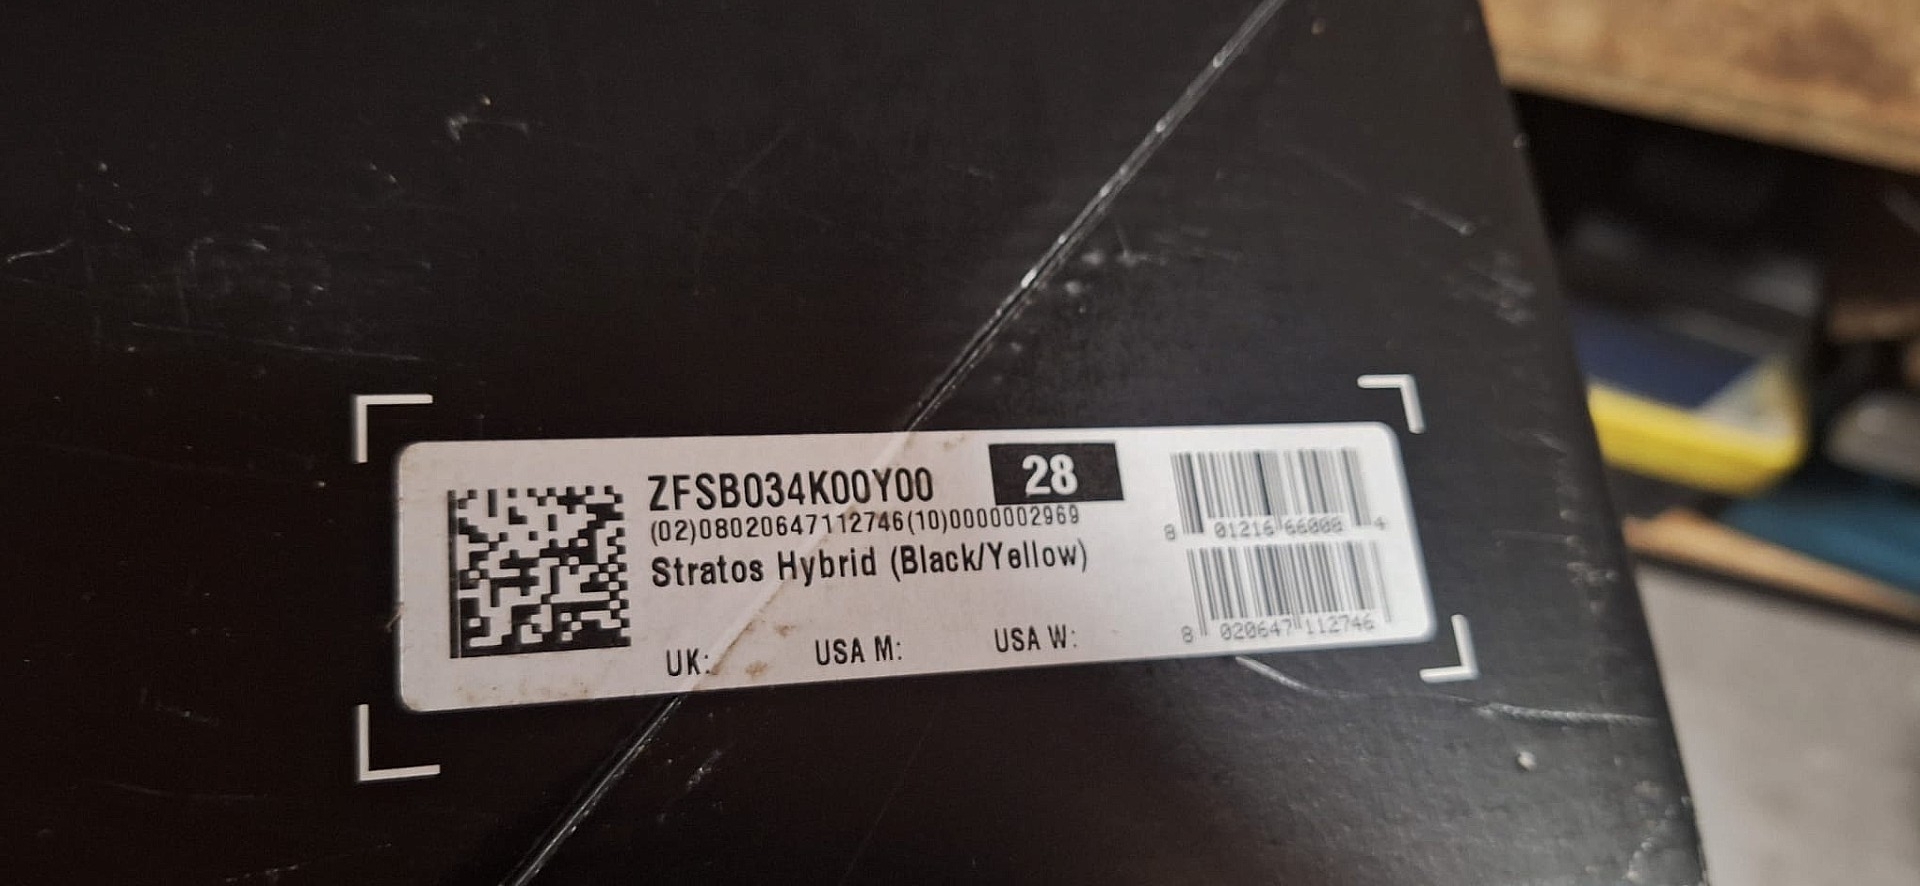 ZFSB034K00Y00
28
(02)08020647112746(10)0000002969
Stratos Hybrid (Black/Yellow)
UK:
USA M:
USA W:
8 01216 66000 4
8 020647 112746